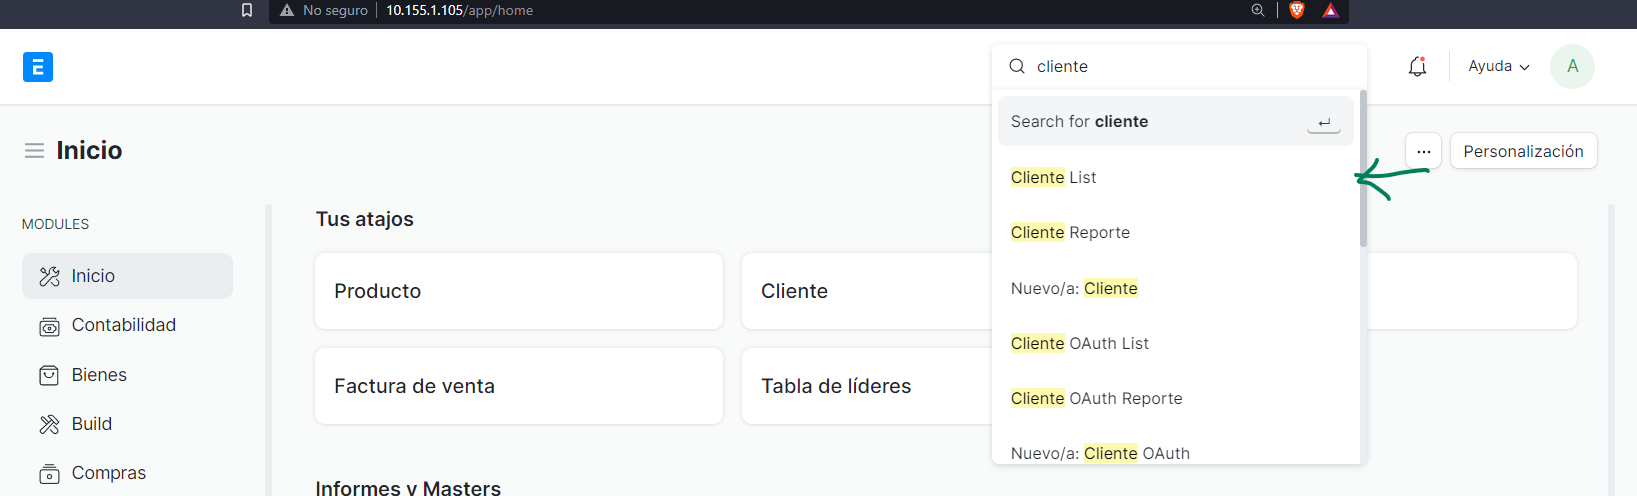 No seguro 10.155.1.105/app/home
E
cliente
Ayuda
A
Search for cliente
Inicio
Cliente List
...
Personalización
MODULES
Tus atajos
Cliente Reporte
Inicio
Producto
Cliente
Nuevo/a: Cliente
Contabilidad
Cliente OAuth List
Bienes
Factura de venta
Tabla de líderes
Cliente OAuth Reporte
Build
Nuevo/a: Cliente OAuth
Compras
Informes y Masters